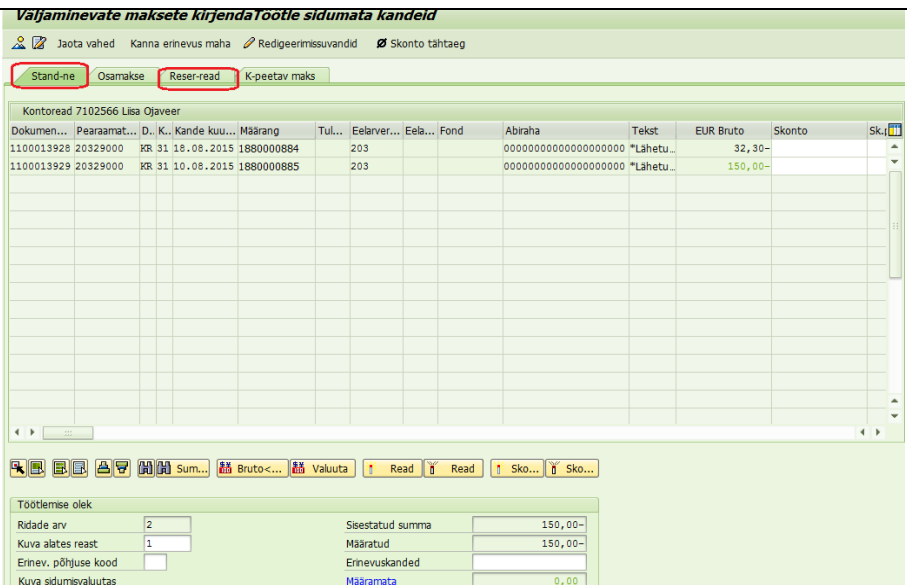 Väljaminevate maksete kirjendaTöötle sidumata kandeid
Jaota vahed Kanna erinevus maha Redigeerimissuvandid Skonto tähtaeg
Stand-ne Osamakse Reser-read K-peetav maks
Kontoread 7102566 Liisa Ojaveer
Dokumen... Pearaamat... D.. K.. Kande kuu... Määrang Tul... Eelarver... Eela... Fond Abiraha Tekst EUR Bruto Skonto Sk.p
1100013928 20329000 KR 31 18.08.2015 1880000884 203 00000000000000000000 *Lähetu... 32,30-
1100013929 20329000 KR 31 10.08.2015 1880000885 203 00000000000000000000 *Lähetu... 150,00-
Sum... Bruto<... Valuuta Read Read Sko... Sko...
Töötlemise olek
Ridade arv 2 Sisestatud summa 150,00-
Kuva alates reast 1 Määratud 150,00-
Erinev. põhjuse kood Erinevuskanded
Kuva sidumisvaluutas Määramata 0,00